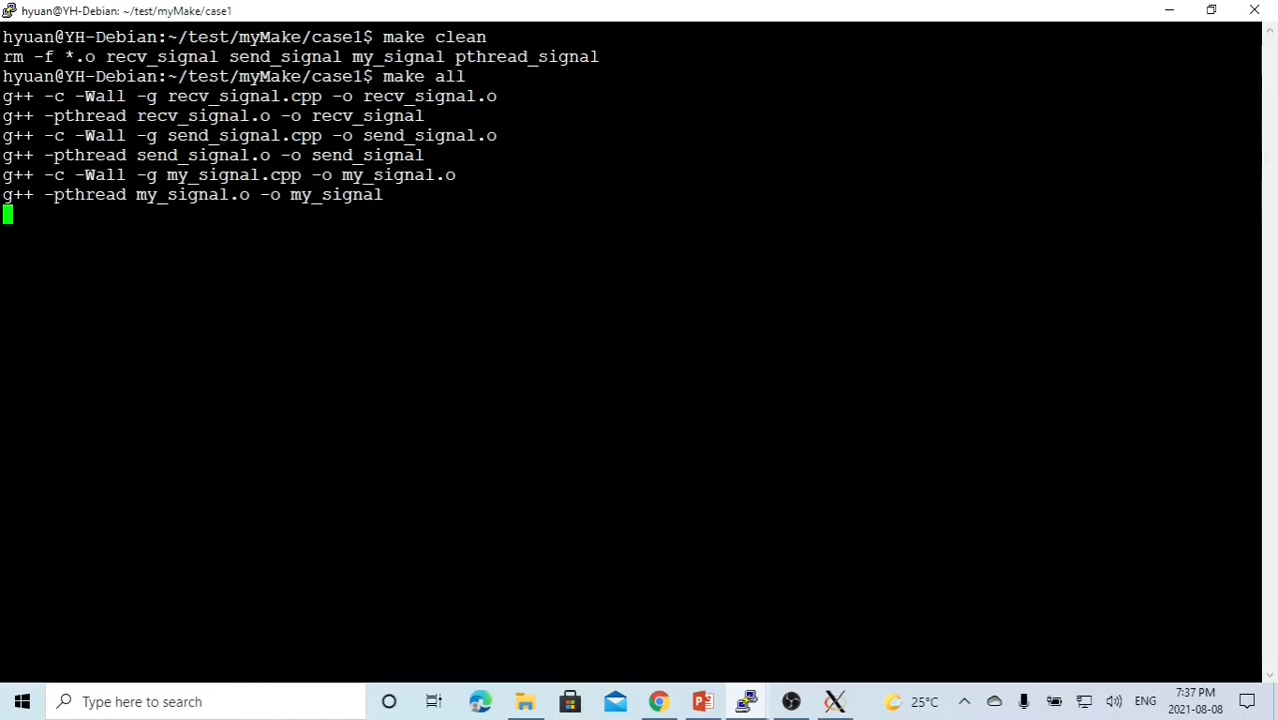 hyuan@YH-Debian: ~/test/myMake/case1
hyuan@YH-Debian:~/test/myMake/case1$ make clean
rm -f *.o recv_signal send_signal my_signal pthread_signal
hyuan@YH-Debian:~/test/myMake/case1$ make all
g++ -c -Wall -g recv_signal.cpp -o recv_signal.o
g++ -pthread recv_signal.o -o recv_signal
g++ -c -Wall -g send_signal.cpp -o send_signal.o
g++ -pthread send_signal.o -o send_signal
g++ -c -Wall -g my_signal.cpp -o my_signal.o
g++ -pthread my_signal.o -o my_signal
Type here to search
25°C
ENG
7:37 PM
2021-08-08